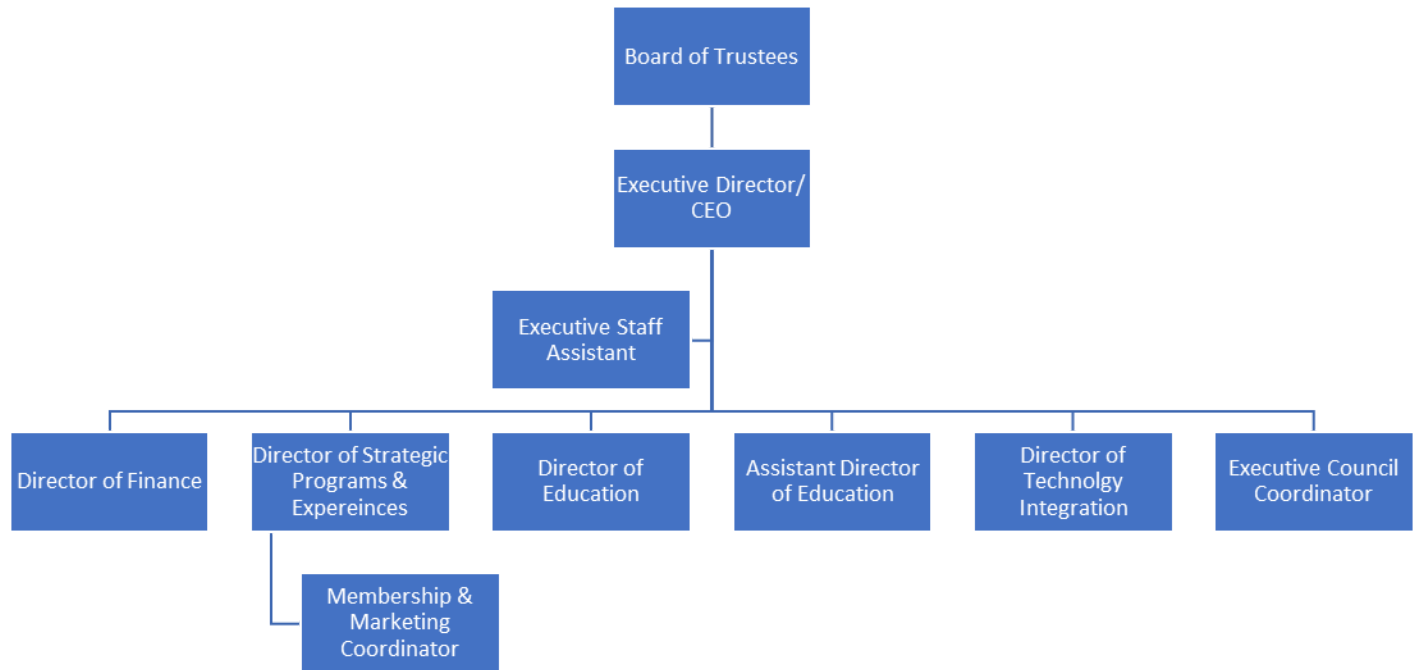 Board of Trustees
Executive Director/
CEO
Executive Staff
Assistant
Director of Finance
Director of Strategic
Programs &
Expereinces
Director of
Education
Assistant Director
of Education
Director of
Technolgy
Integration
Executive Council
Coordinator
Membership &
Marketing
Coordinator